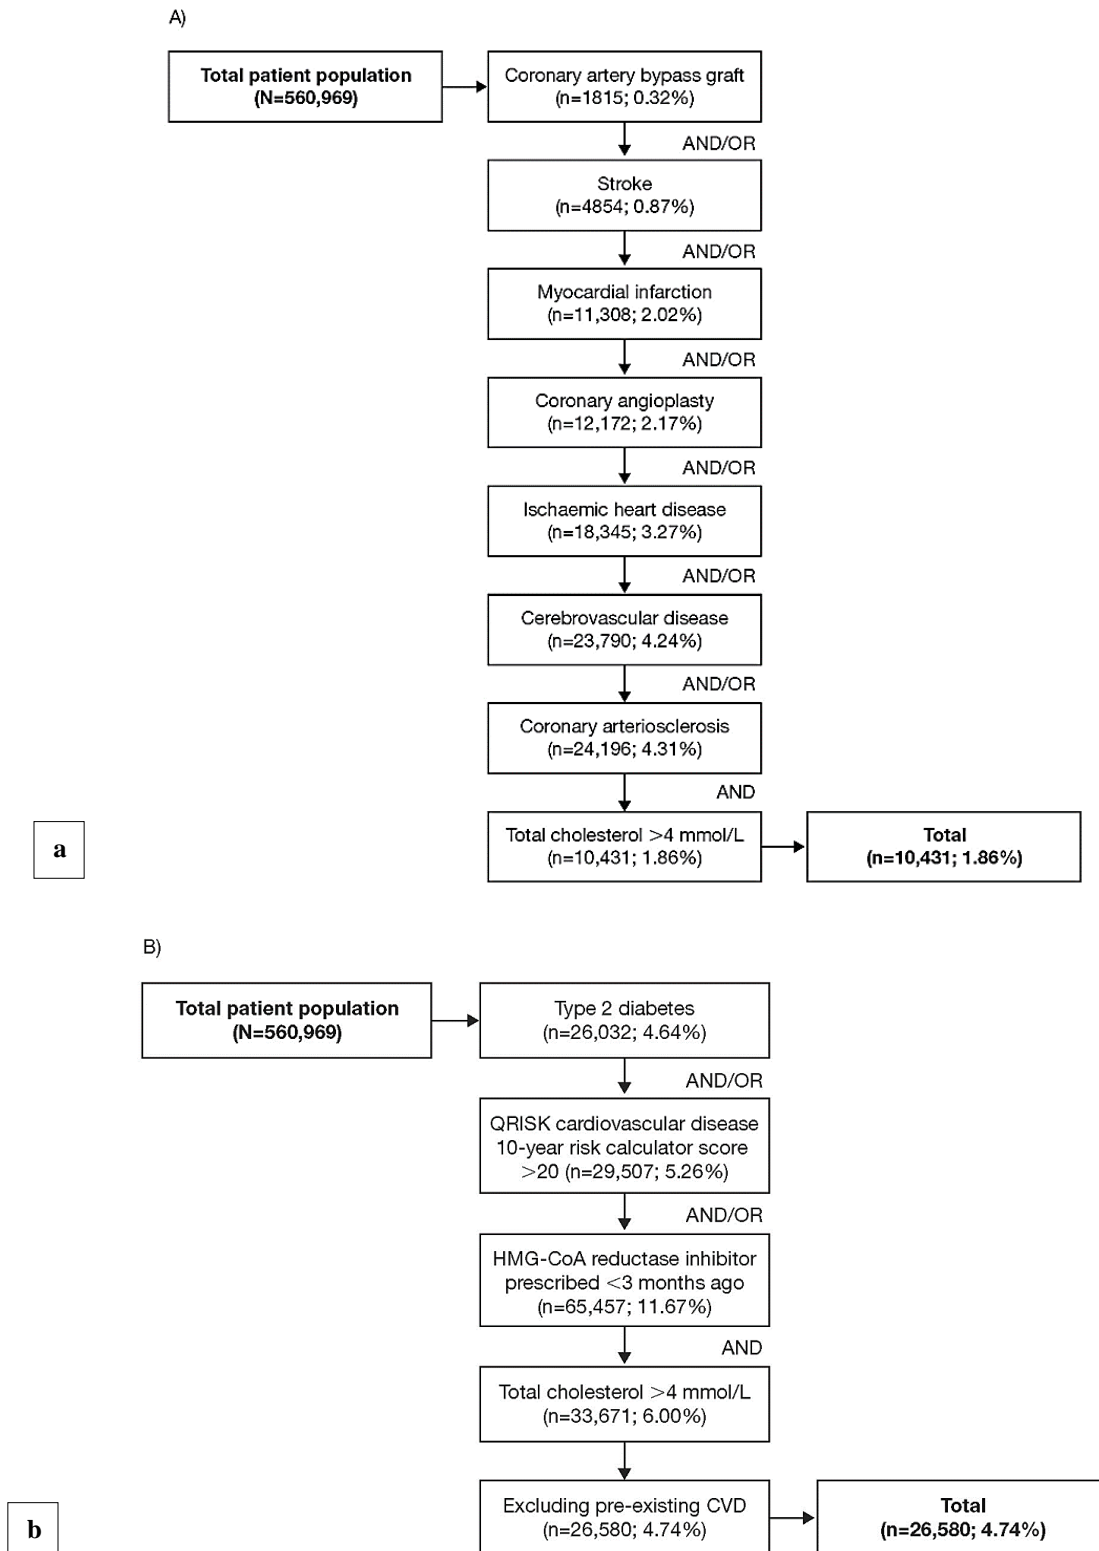 A)
Total patient population
(N=560,969)
Coronary artery bypass graft
(n=1815; 0.32%)
AND/OR
Stroke
(n=4854; 0.87%)
AND/OR
Myocardial infarction
(n=11,308; 2.02%)
AND/OR
Coronary angioplasty
(n=12,172; 2.17%)
AND/OR
Ischaemic heart disease
(n=18,345; 3.27%)
AND/OR
Cerebrovascular disease
(n=23,790; 4.24%)
AND/OR
Coronary arteriosclerosis
(n=24,196; 4.31%)
AND
Total cholesterol >4 mmol/L
(n=10,431; 1.86%)
Total
(n=10,431; 1.86%)
a
B)
Total patient population
(N=560,969)
Type 2 diabetes
(n=26,032; 4.64%)
AND/OR
QRISK cardiovascular disease
10-year risk calculator score
>20 (n=29,507; 5.26%)
AND/OR
HMG-CoA reductase inhibitor
prescribed <3 months ago
(n=65,457; 11.67%)
AND
Total cholesterol >4 mmol/L
(n=33,671; 6.00%)
Excluding pre-existing CVD
(n=26,580; 4.74%)
Total
(n=26,580; 4.74%)
b